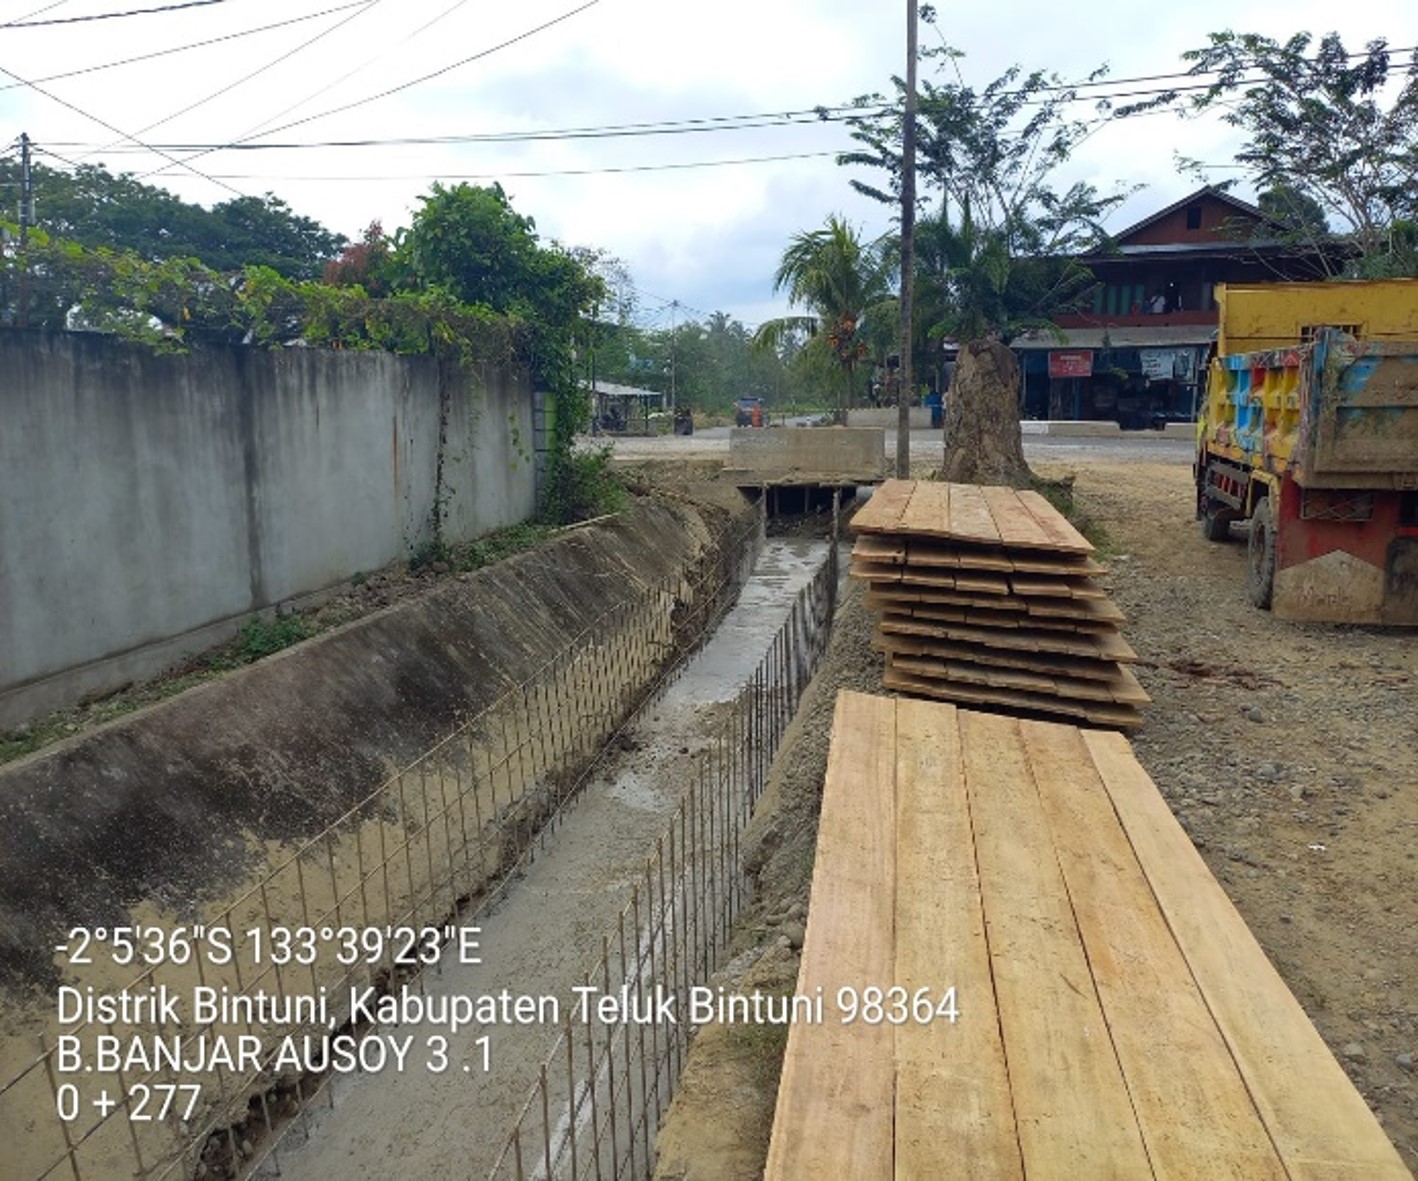 -2°5'36"S 133°39'23"E
Distrik Bintuni, Kabupaten Teluk Bintuni 98364
B.BANJAR AUSOY 3 .1
0 + 277